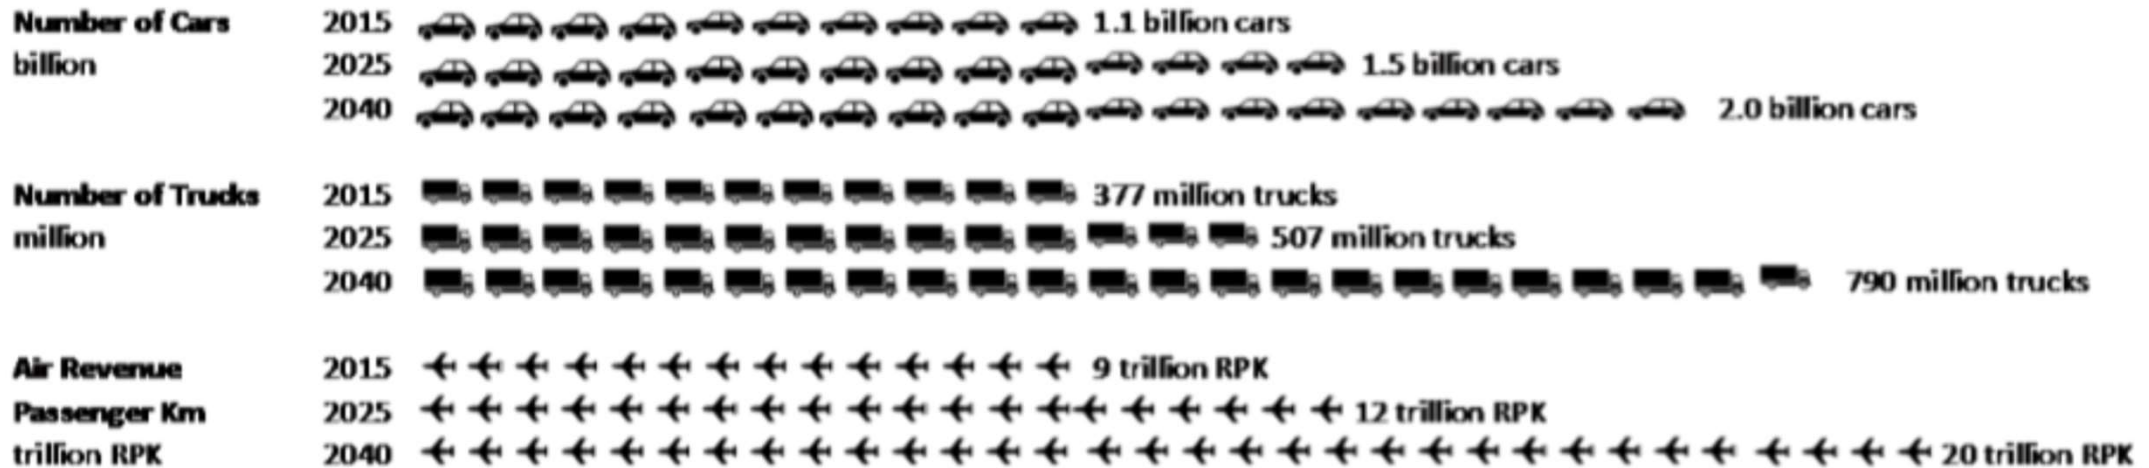 Number of Cars 2015 1.1 billion cars
billion 2025 1.5 billion cars
2040 2.0 billion cars
Number of Trucks 2015 377 million trucks
million 2025 507 million trucks
2040 790 million trucks
Air Revenue 2015 9 trillion RPK
Passenger Km 2025 12 trillion RPK
trillion RPK 2040 20 trillion RPK